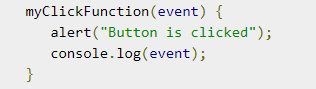 myClickFunction(event) {
   alert("Button is clicked");
   console.log(event);
}